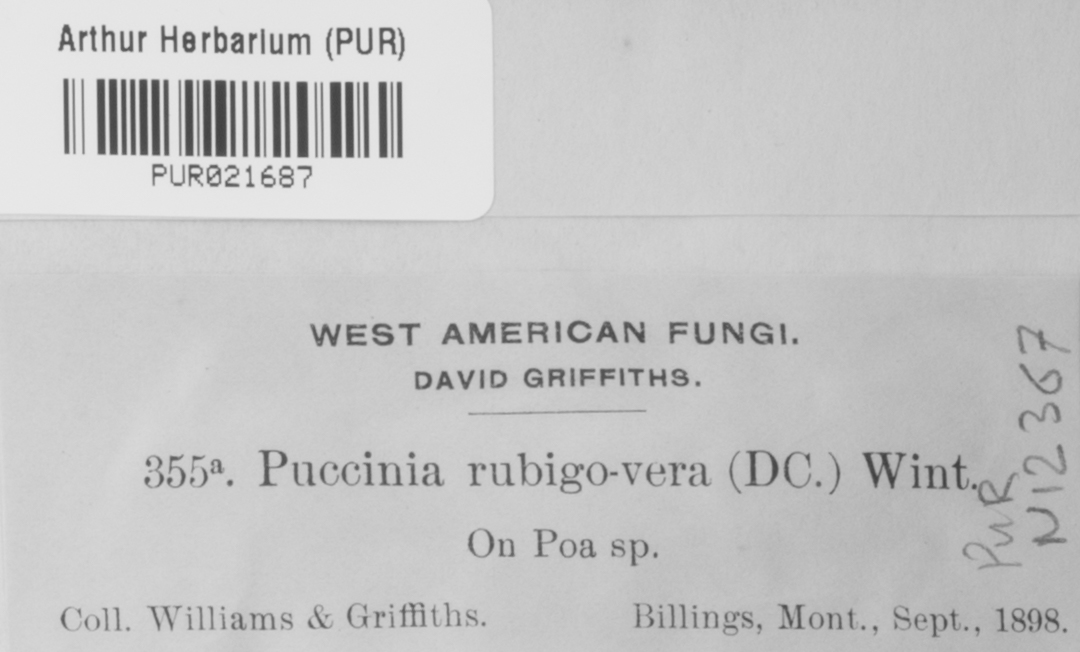 Arthur Herbarium (PUR)
PUR021687
WEST AMERICAN FUNGI.
DAVID GRIFFITHS.
355a. Puccinia rubigo-vera (DC.) Wint.
On Poa sp.
Coll. Williams & Griffiths. Billings, Mont., Sept., 1898.
PUR
N12367